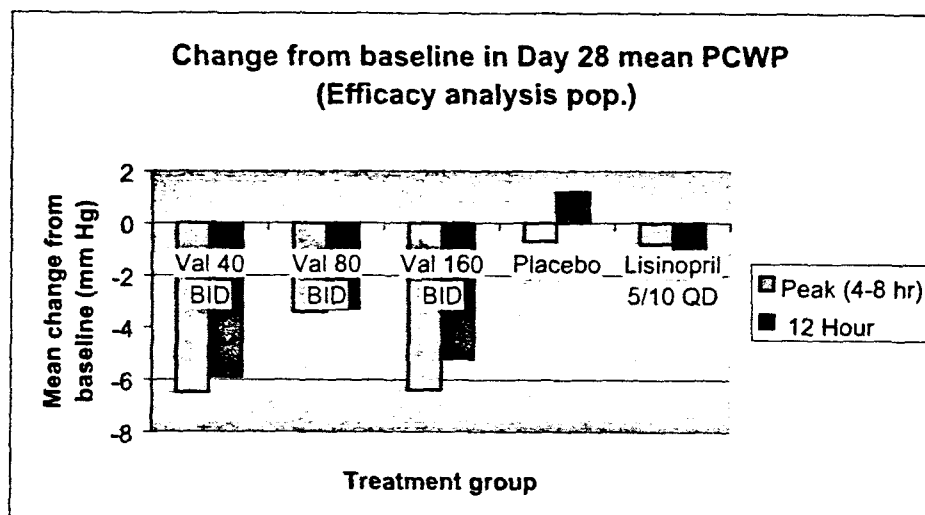 Change from baseline in Day 28 mean PCWP
(Efficacy analysis pop.)
Mean change from
baseline (mm Hg)
2
0
-2
-4
-6
-8
Val 40
BID
Val 80
BID
Val 160
BID
Placebo
Lisinopril
5/10 QD
Peak (4-8 hr)
12 Hour
Treatment group